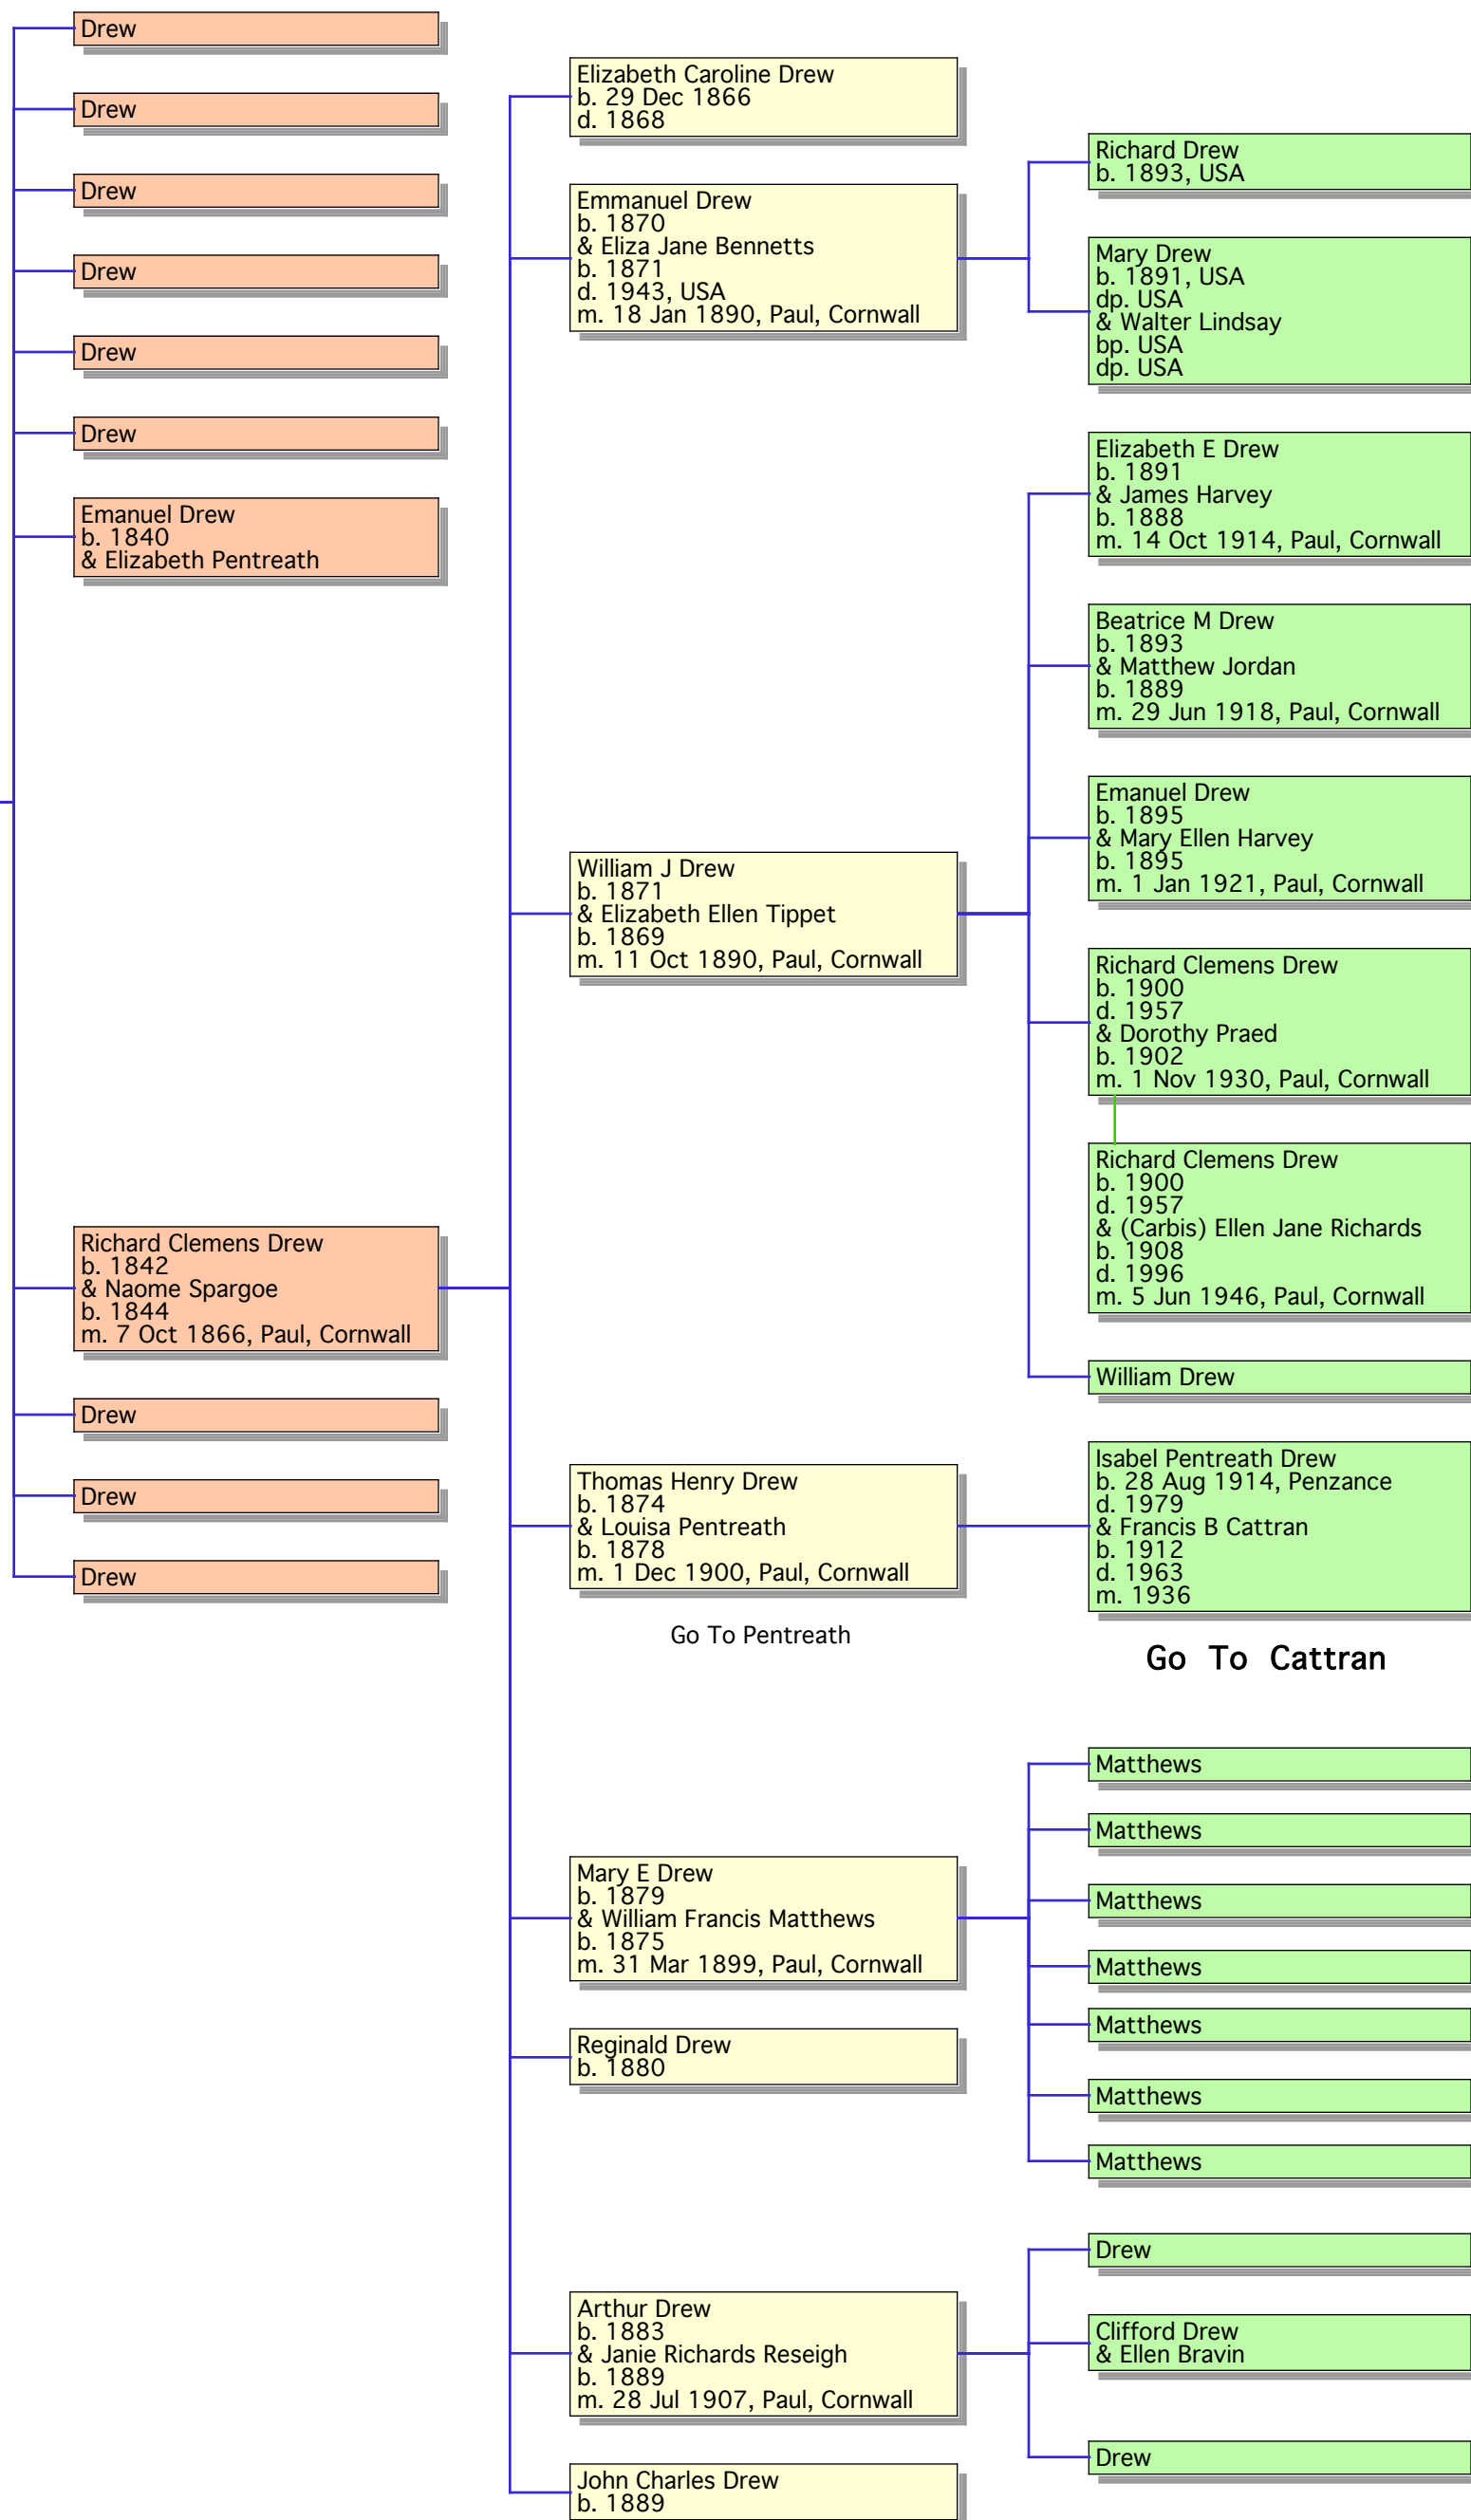 Drew
Drew
Drew
Drew
Drew
Drew
Emanuel Drew
b. 1840
& Elizabeth Pentreath
Richard Clemens Drew
b. 1842
& Naome Spargoe
b. 1844
m. 7 Oct 1866, Paul, Cornwall
Drew
Drew
Drew
Elizabeth Caroline Drew
b. 29 Dec 1866
d. 1868
Emmanuel Drew
b. 1870
& Eliza Jane Bennetts
b. 1871
d. 1943, USA
m. 18 Jan 1890, Paul, Cornwall
William J Drew
b. 1871
& Elizabeth Ellen Tippet
b. 1869
m. 11 Oct 1890, Paul, Cornwall
Thomas Henry Drew
b. 1874
& Louisa Pentreath
b. 1878
m. 1 Dec 1900, Paul, Cornwall
Go To Pentreath
Mary E Drew
b. 1879
& William Francis Matthews
b. 1875
m. 31 Mar 1899, Paul, Cornwall
Reginald Drew
b. 1880
Arthur Drew
b. 1883
& Janie Richards Reseigh
b. 1889
m. 28 Jul 1907, Paul, Cornwall
John Charles Drew
b. 1889
Richard Drew
b. 1893, USA
Mary Drew
b. 1891, USA
dp. USA
& Walter Lindsay
bp. USA
dp. USA
Elizabeth E Drew
b. 1891
& James Harvey
b. 1888
m. 14 Oct 1914, Paul, Cornwall
Beatrice M Drew
b. 1893
& Matthew Jordan
b. 1889
m. 29 Jun 1918, Paul, Cornwall
Emanuel Drew
b. 1895
& Mary Ellen Harvey
b. 1895
m. 1 Jan 1921, Paul, Cornwall
Richard Clemens Drew
b. 1900
d. 1957
& Dorothy Praed
b. 1902
m. 1 Nov 1930, Paul, Cornwall
Richard Clemens Drew
b. 1900
d. 1957
& (Carbis) Ellen Jane Richards
b. 1908
d. 1996
m. 5 Jun 1946, Paul, Cornwall
William Drew
Isabel Pentreath Drew
b. 28 Aug 1914, Penzance
d. 1979
& Francis B Cattran
b. 1912
d. 1963
m. 1936
Go To Cattran
Matthews
Matthews
Matthews
Matthews
Matthews
Matthews
Matthews
Drew
Clifford Drew
& Ellen Bravin
Drew